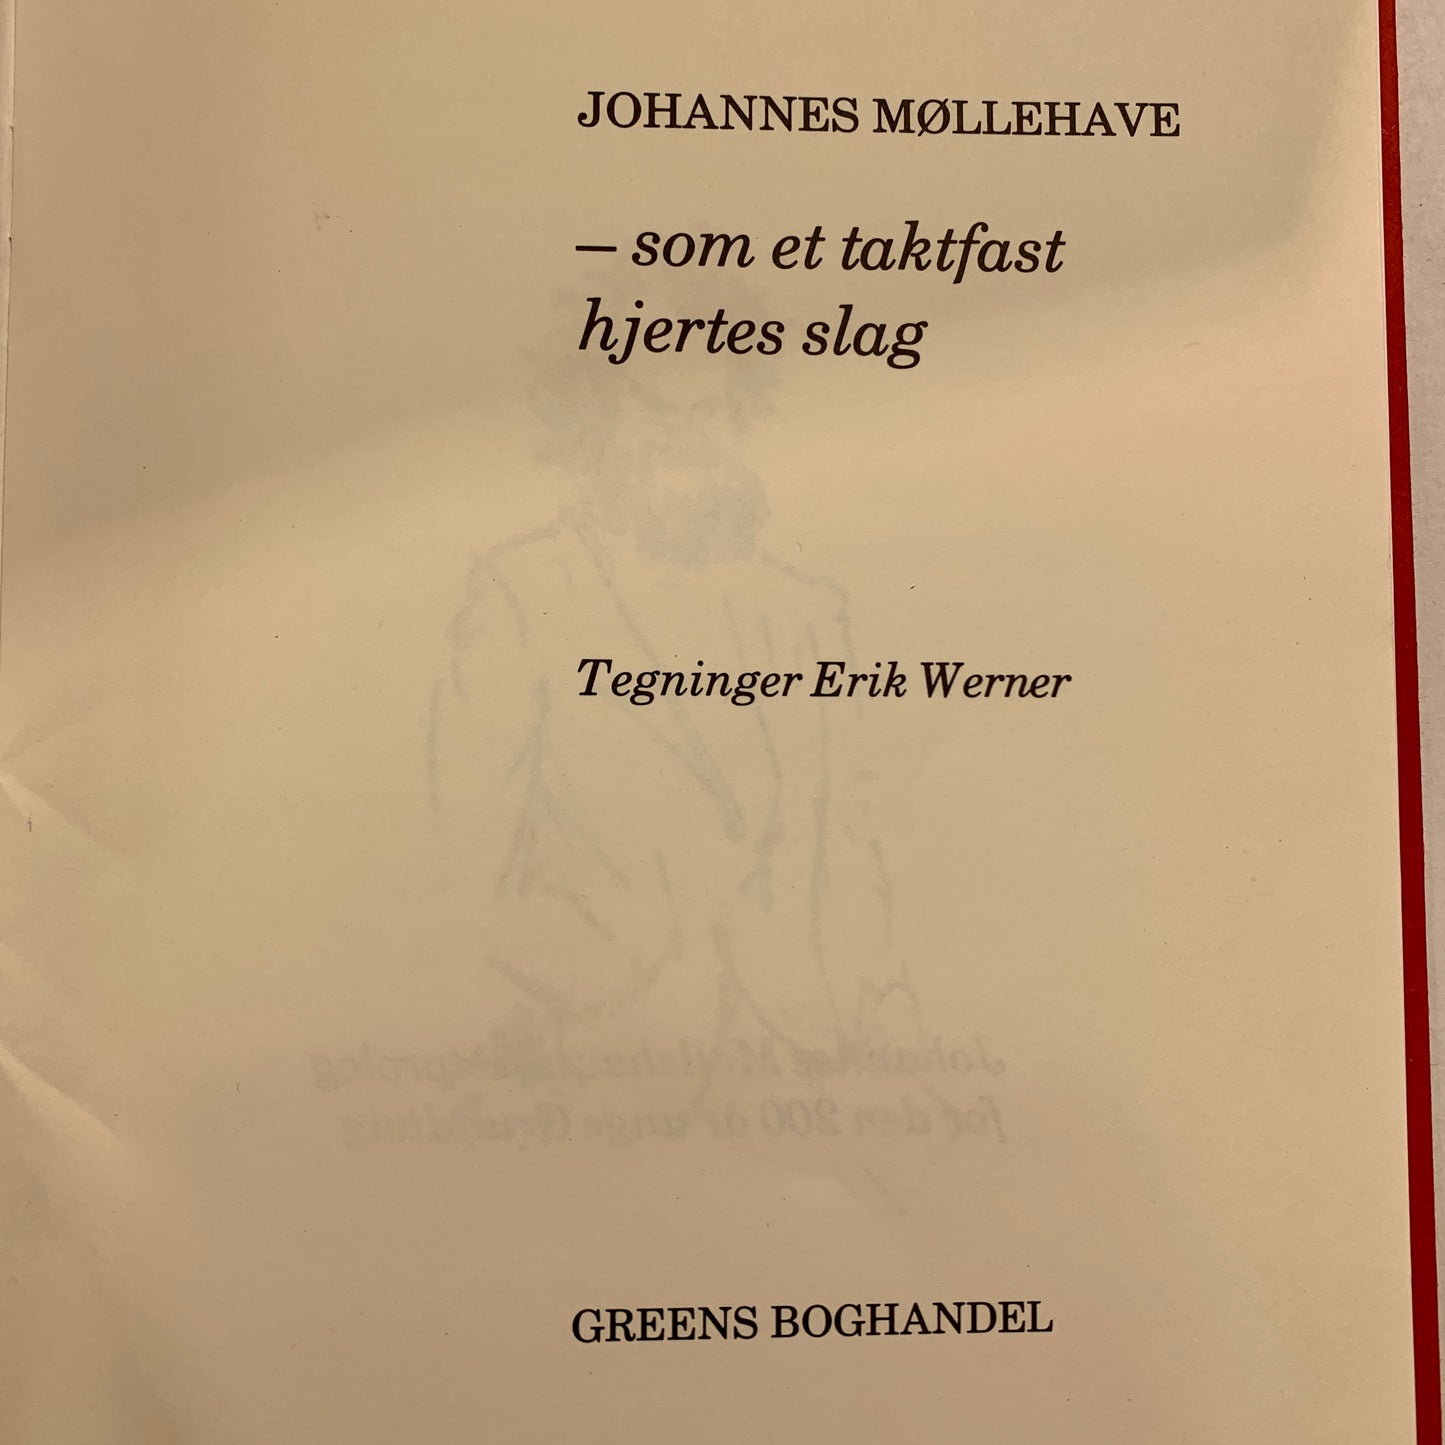 JOHANNES MØLLEHAVE
– som et taktfast
hjertes slag
Tegninger Erik Werner
GREENS BOGHANDEL